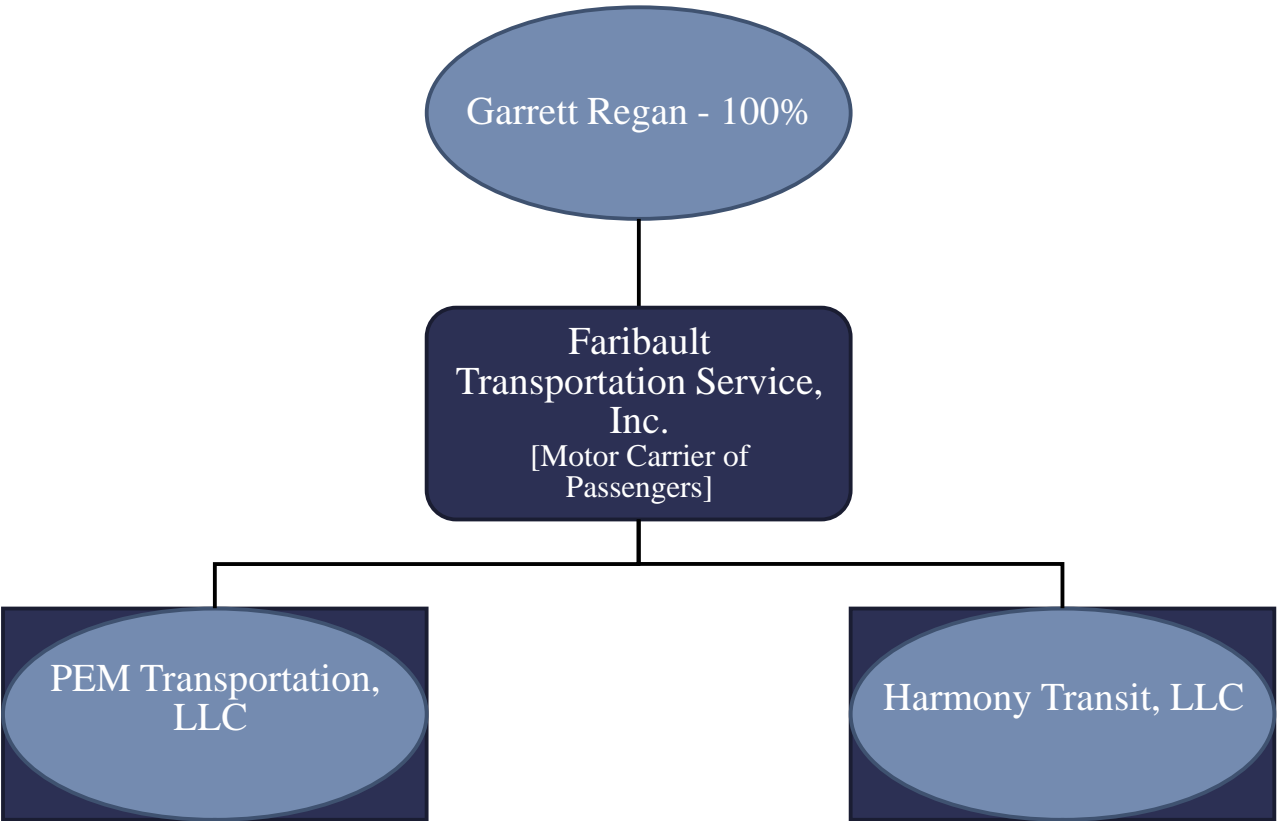 Garrett Regan - 100%
Faribault
Transportation Service,
Inc.
[Motor Carrier of
Passengers]
PEM Transportation,
LLC
Harmony Transit, LLC